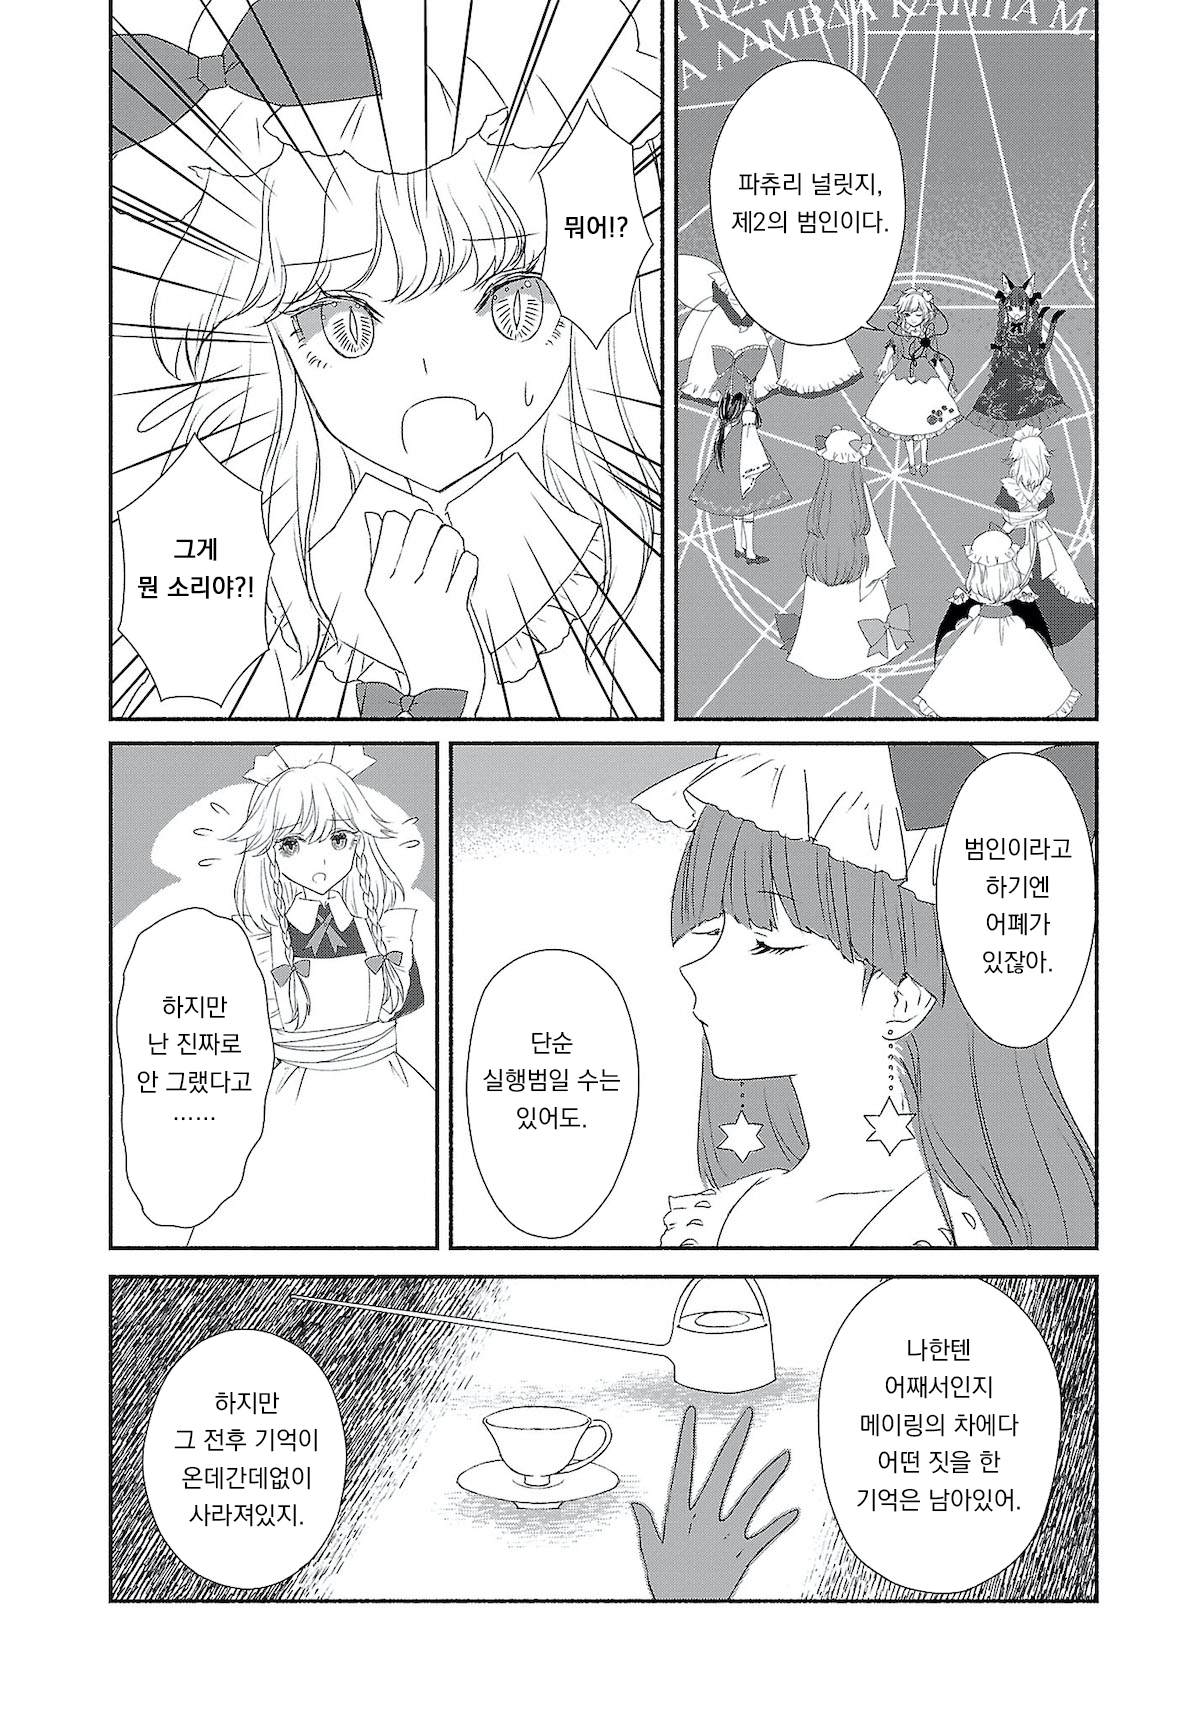 파츄리 널릿지,
제2의 범인이다.
뭐어!?
그게
뭔 소리야?!
범인이라고
하기엔
어폐가
있잖아.
단순
실행범일 수는
있어도.
하지만
난 진짜로
안 그랬다고
……
나한텐
어째서인지
메이링의 차에다
어떤 짓을 한
기억은 남아있어.
하지만
그 전후 기억이
온데간데없이
사라져있지.